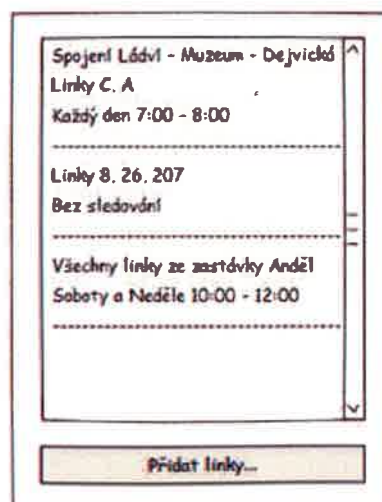 Spojení Ládví - Muzeum - Dejvická
Linky C, A
Každý den 7:00 - 8:00
Linky 8, 26, 207
Bez sledování
Všechny linky ze zastávky Anděl
Soboty a Neděle 10:00 - 12:00
Přidat linky...